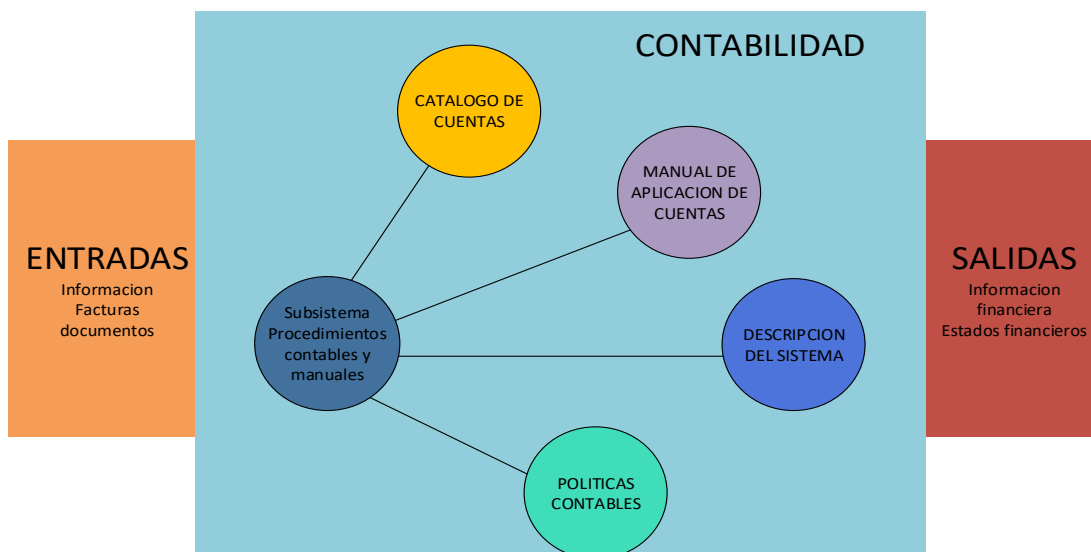 CONTABILIDAD
CATALOGO DE
CUENTAS
MANUAL DE
APLICACION DE
CUENTAS
ENTRADAS
Informacion
Facturas
documentos
Subsistema
Procedimientos
contables y
manuales
DESCRIPCION
DEL SISTEMA
SALIDAS
Informacion
financiera
Estados financieros
POLITICAS
CONTABLES